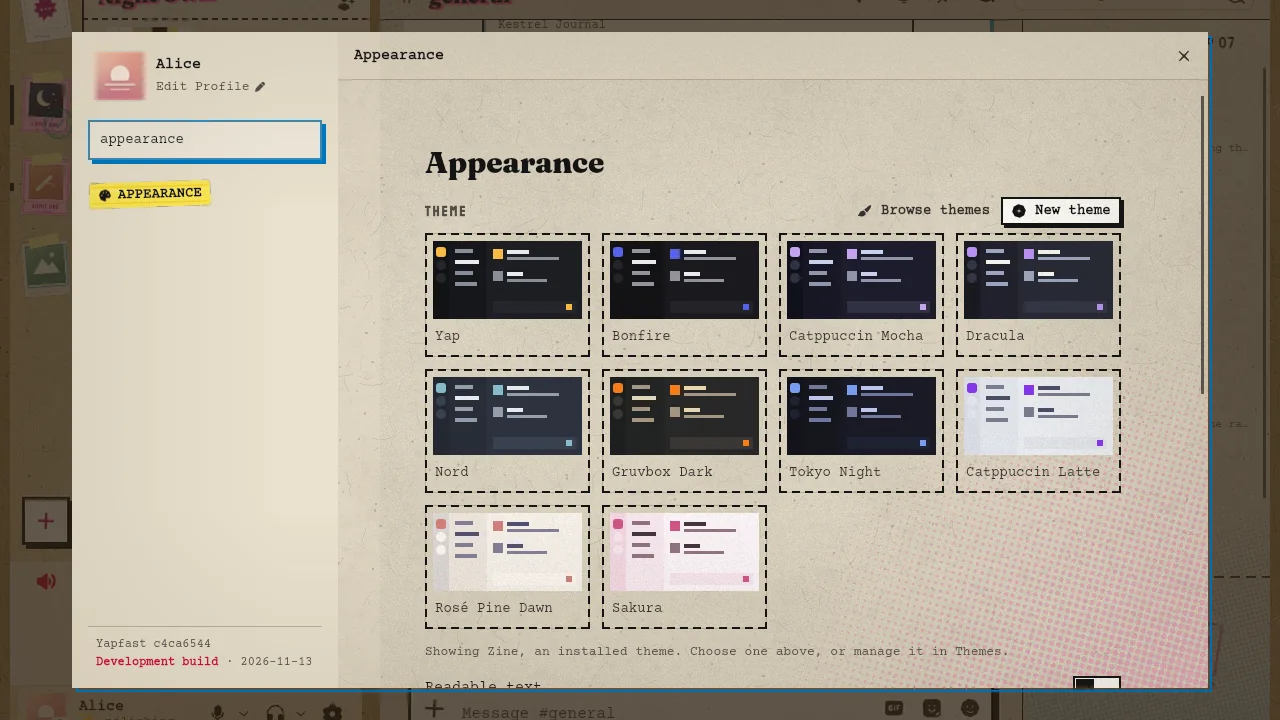 Kestrel Journal
general
07
Alice
Edit Profile
appearance
APPEARANCE
Appearance
Appearance
THEME
Browse themes
New theme
Yap
Bonfire
Catppuccin Mocha
Dracula
Nord
Gruvbox Dark
Tokyo Night
Catppuccin Latte
Rosé Pine Dawn
Sakura
Showing Zine, an installed theme. Choose one above, or manage it in Themes.
Readable text
Yapfast c4ca6544
Development build · 2026-11-13
Alice
Message #general
GIF